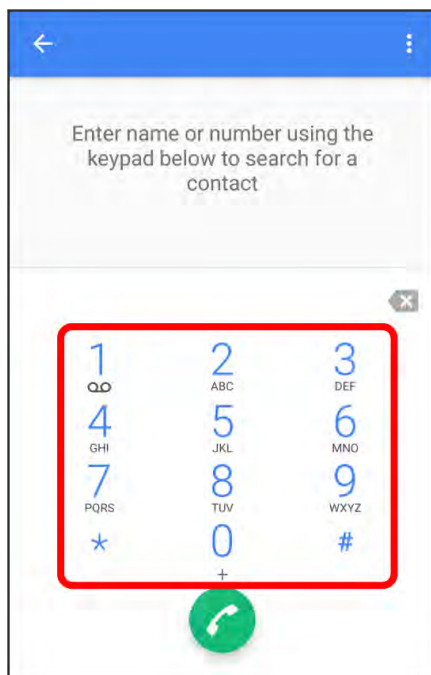 Enter name or number using the
keypad below to search for a
contact
1 2 3
ABC DEF
4 5 6
GHI JKL MNO
7 8 9
PQRS TUV WXYZ
* 0 #
+